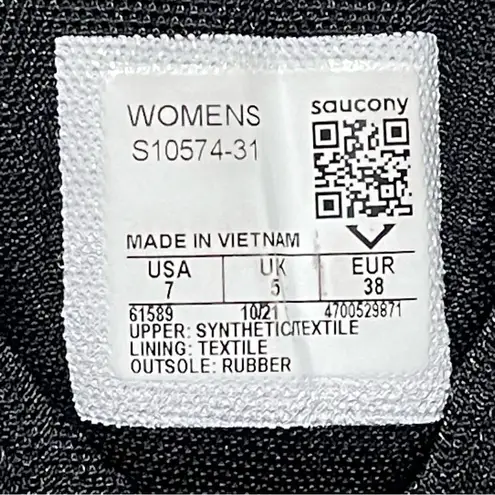 WOMENS
saucony
S10574-31
MADE IN VIETNAM
USA UK EUR
7 5 38
61589 10/21 4700529871
UPPER: SYNTHETIC/TEXTILE
LINING: TEXTILE
OUTSOLE: RUBBER